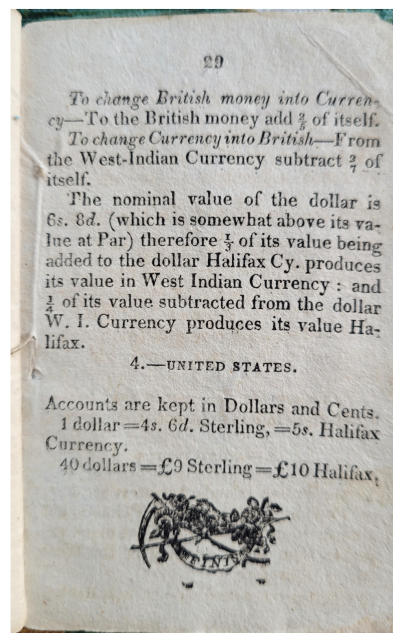 29
To change British money into Curren-
cy—To the British money add ⅖ of itself.
To change Currency into British—From
the West-Indian Currency subtract 2/7 of
itself.
The nominal value of the dollar is
6s. 8d. (which is somewhat above its va-
lue at Par) therefore ⅓ of its value being
added to the dollar Halifax Cy. produces
its value in West Indian Currency : and
¼ of its value subtracted from the dollar
W. I. Currency produces its value Ha-
lifax.
4.—UNITED STATES.
Accounts are kept in Dollars and Cents.
1 dollar=4s. 6d. Sterling,=5s. Halifax
Currency.
40 dollars=£9 Sterling=£10 Halifax.